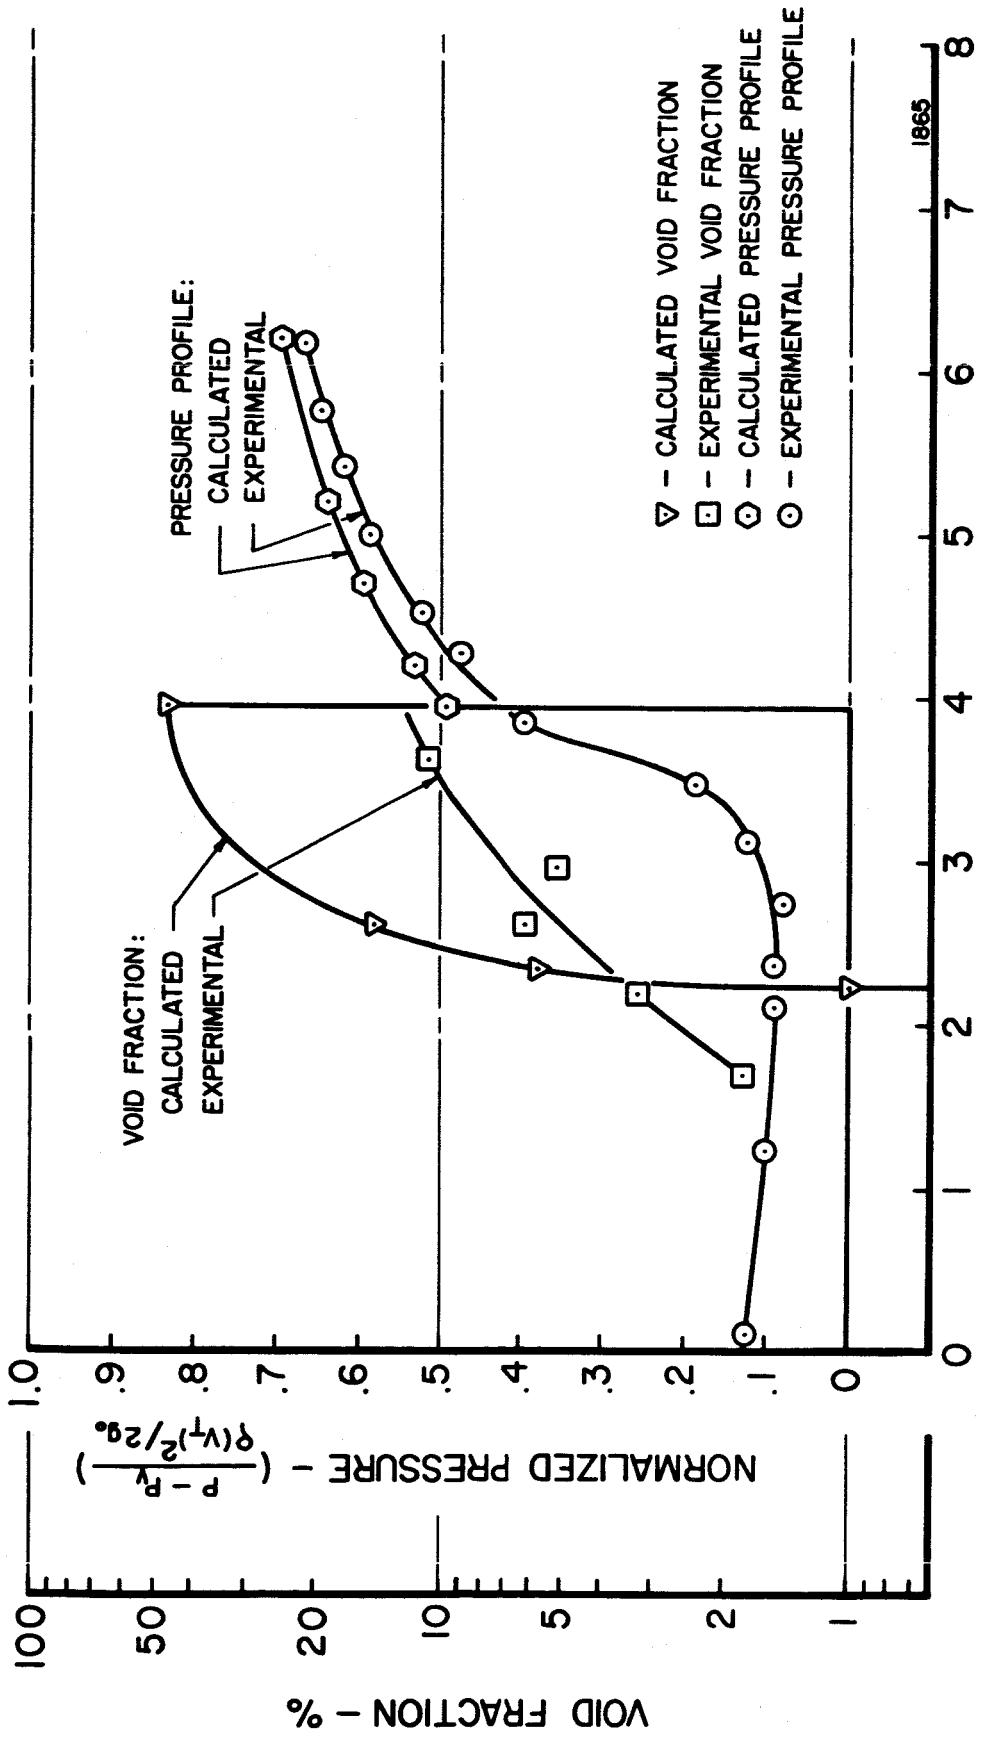 VOID FRACTION - %
100
50
20
10
5
2
1
NORMALIZED PRESSURE - ( P - Pv / ρ(VT)²/2g₀ )
1.0
.9
.8
.7
.6
.5
.4
.3
.2
.1
0
0
1
2
3
4
5
6
7
8
VOID FRACTION:
CALCULATED
EXPERIMENTAL
PRESSURE PROFILE:
CALCULATED
EXPERIMENTAL
▽ - CALCULATED VOID FRACTION
□ - EXPERIMENTAL VOID FRACTION
⬡ - CALCULATED PRESSURE PROFILE
○ - EXPERIMENTAL PRESSURE PROFILE
1865